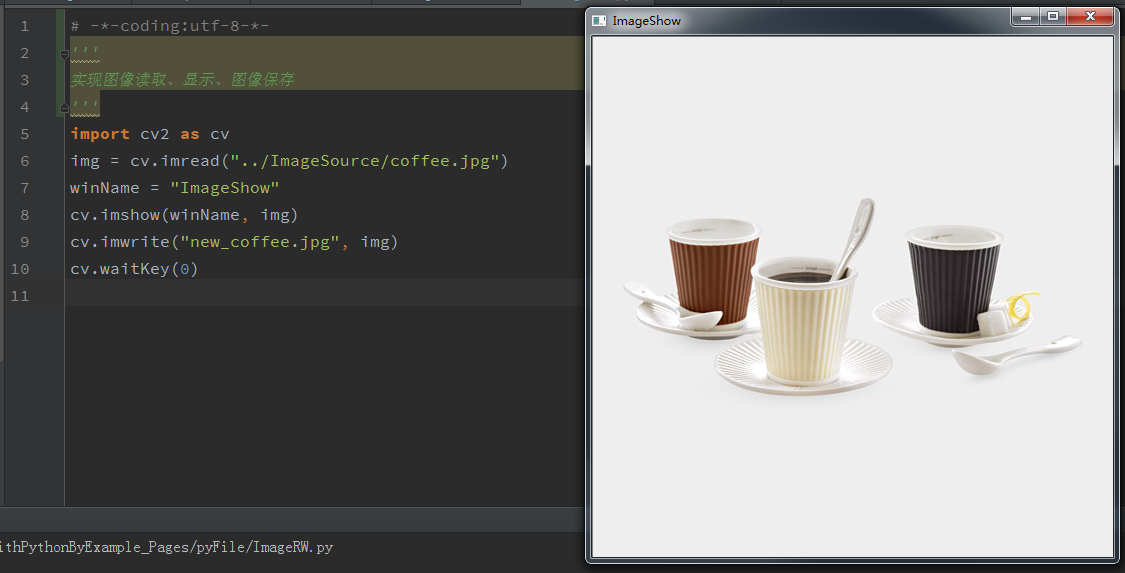 1 # -*-coding:utf-8-*-
2 '''
3 实现图像读取、显示、图像保存
4 '''
5 import cv2 as cv
6 img = cv.imread("../ImageSource/coffee.jpg")
7 winName = "ImageShow"
8 cv.imshow(winName, img)
9 cv.imwrite("new_coffee.jpg", img)
10 cv.waitKey(0)
11
ithPythonByExample_Pages/pyFile/ImageRW.py
ImageShow